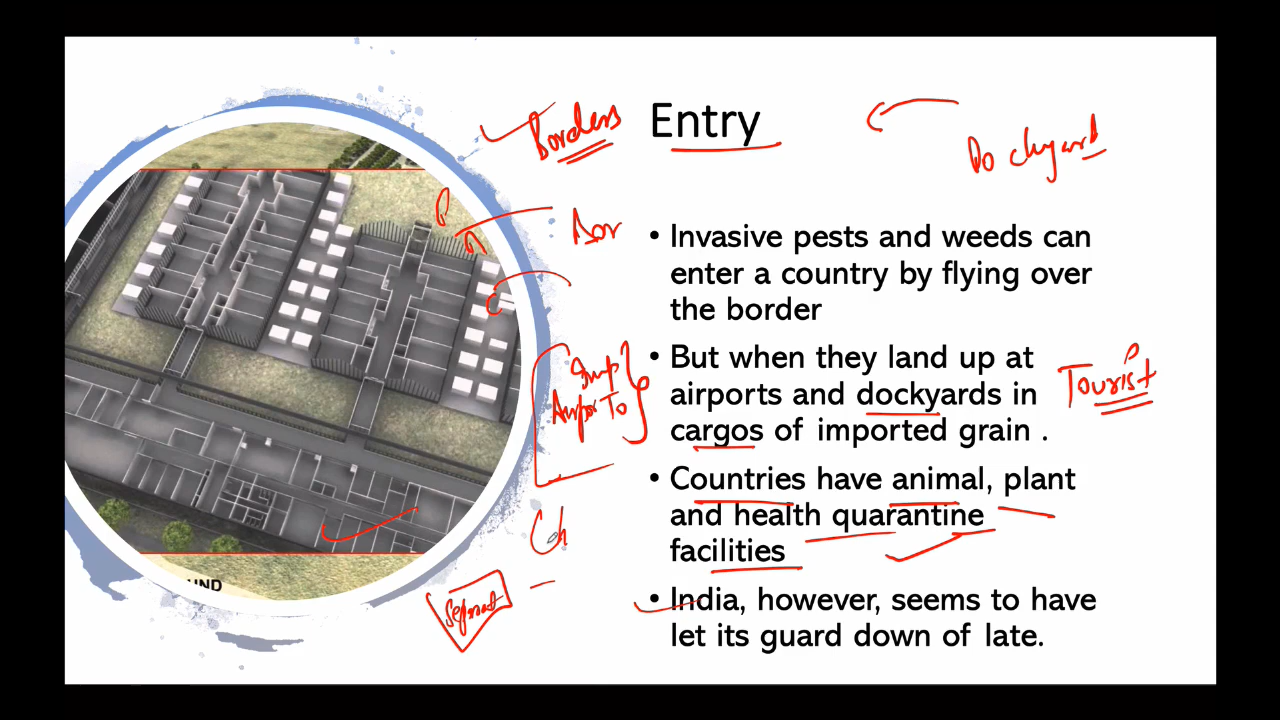 Borders
Entry
Dockyard
Bor
• Invasive pests and weeds can
enter a country by flying over
the border
• But when they land up at
airports and dockyards in
cargos of imported grain .
Tourist
• Countries have animal, plant
and health quarantine
facilities
Ch
UND
• India, however, seems to have
let its guard down of late.